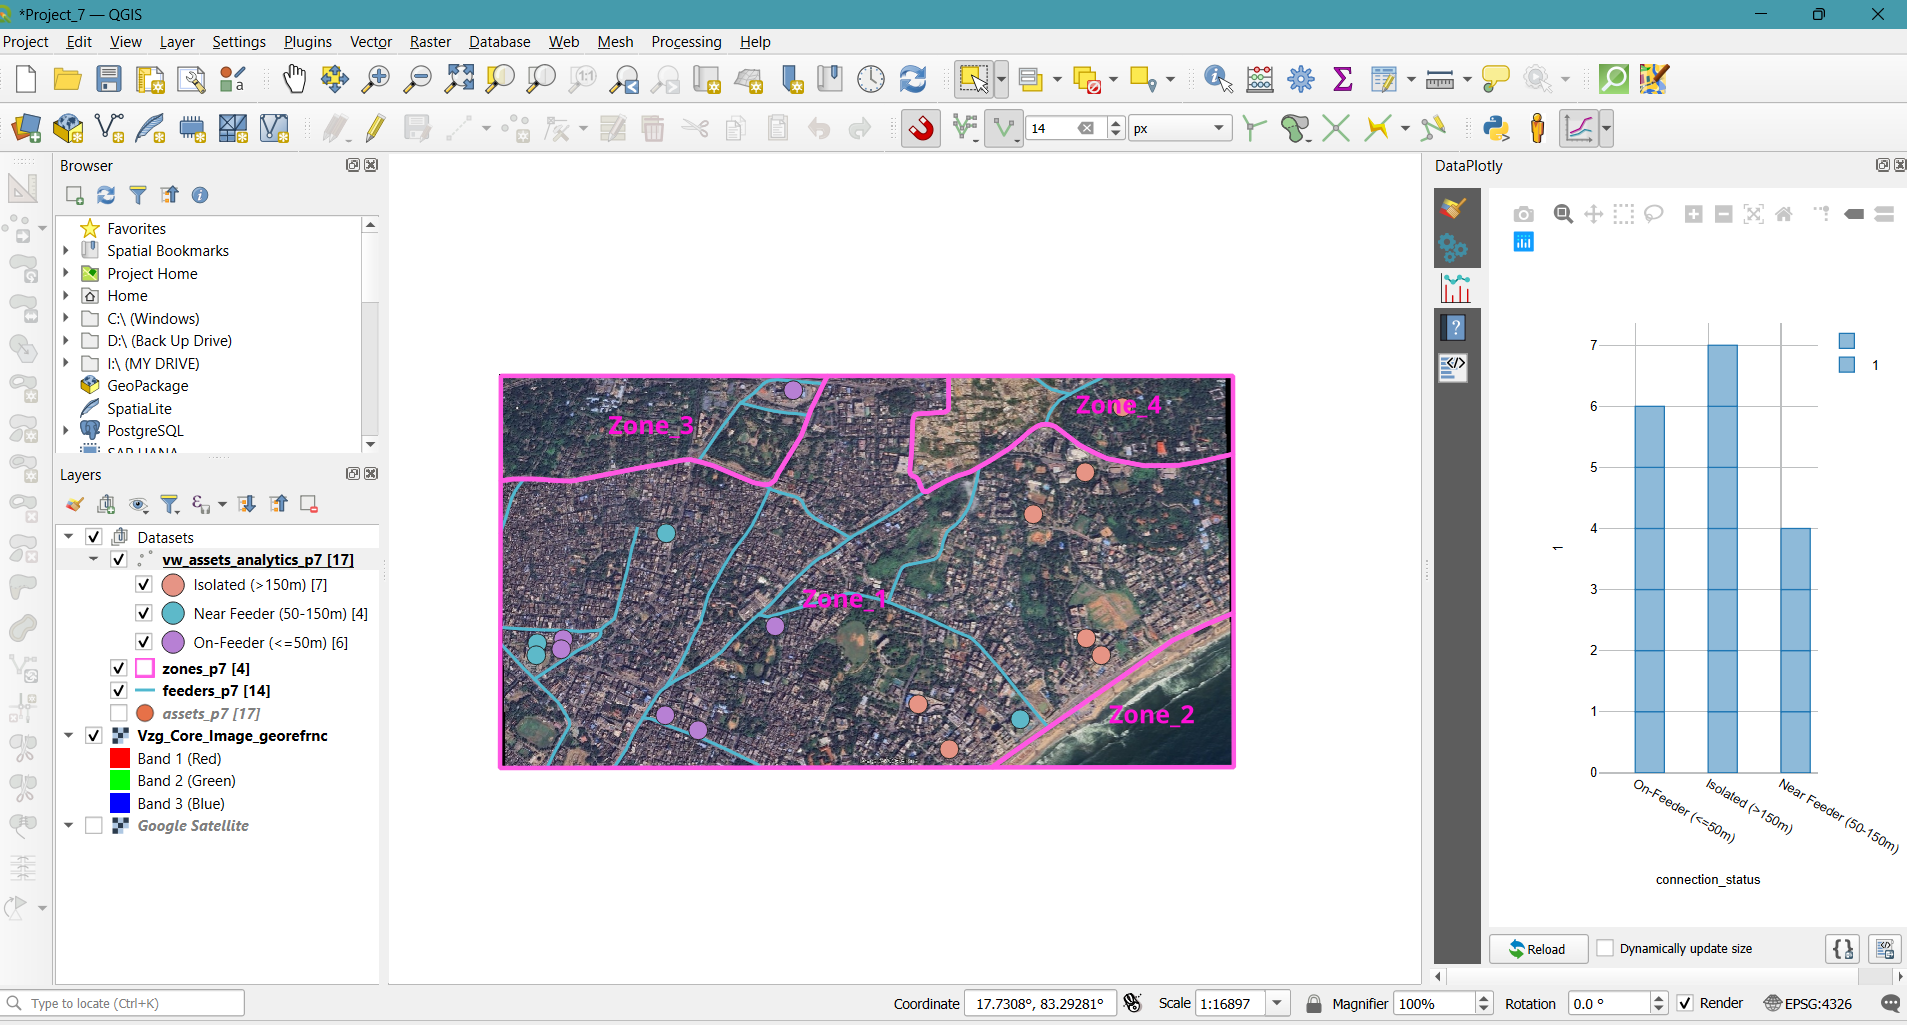 *Project_7 — QGIS
Project Edit View Layer Settings Plugins Vector Raster Database Web Mesh Processing Help
1:1
a
14 px
Browser
Favorites
Spatial Bookmarks
Project Home
Home
C:\ (Windows)
D:\ (Back Up Drive)
I:\ (MY DRIVE)
GeoPackage
SpatiaLite
PostgreSQL
SAP HANA
Layers
Datasets
vw_assets_analytics_p7 [17]
Isolated (>150m) [7]
Near Feeder (50-150m) [4]
On-Feeder (<=50m) [6]
zones_p7 [4]
feeders_p7 [14]
assets_p7 [17]
Vzg_Core_Image_georefrnc
Band 1 (Red)
Band 2 (Green)
Band 3 (Blue)
Google Satellite
Zone_3
Zone_4
Zone_1
Zone_2
DataPlotly
7
6
5
4
3
2
1
0
1
1
On-Feeder (<=50m)
Isolated (>150m)
Near Feeder (50-150m)
connection_status
Reload Dynamically update size
Type to locate (Ctrl+K) Coordinate 17.7308°, 83.29281° Scale 1:16897 Magnifier 100% Rotation 0.0 ° Render EPSG:4326